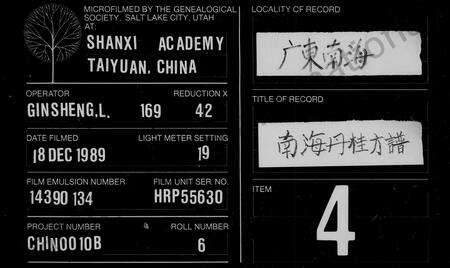 MICROFILMED BY THE GENEALOGICAL
SOCIETY, SALT LAKE CITY, UTAH
AT:
SHANXI ACADEMY
TAIYUAN, CHINA
OPERATOR
REDUCTION X
GINSHENG,L. 169 42
DATE FILMED
LIGHT METER SETTING
18 DEC 1989
19
FILM EMULSION NUMBER
FILM UNIT SER. NO.
14390 134
HRP55630
PROJECT NUMBER
ROLL NUMBER
CHINOO10B
6
LOCALITY OF RECORD
广東南海
TITLE OF RECORD
南海丹桂方譜
ITEM
4